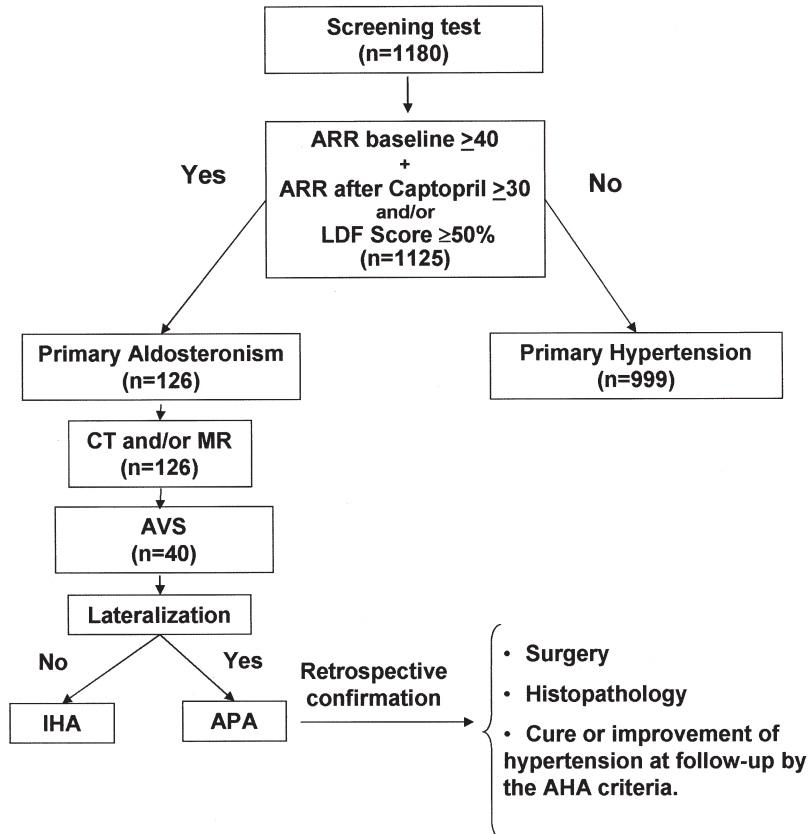 Screening test
(n=1180)
ARR baseline ≥40
+
ARR after Captopril ≥30
and/or
LDF Score ≥50%
(n=1125)
Yes
No
Primary Aldosteronism
(n=126)
Primary Hypertension
(n=999)
CT and/or MR
(n=126)
AVS
(n=40)
Lateralization
No
Yes
IHA
APA
Retrospective
confirmation
• Surgery
• Histopathology
• Cure or improvement of
hypertension at follow-up by
the AHA criteria.